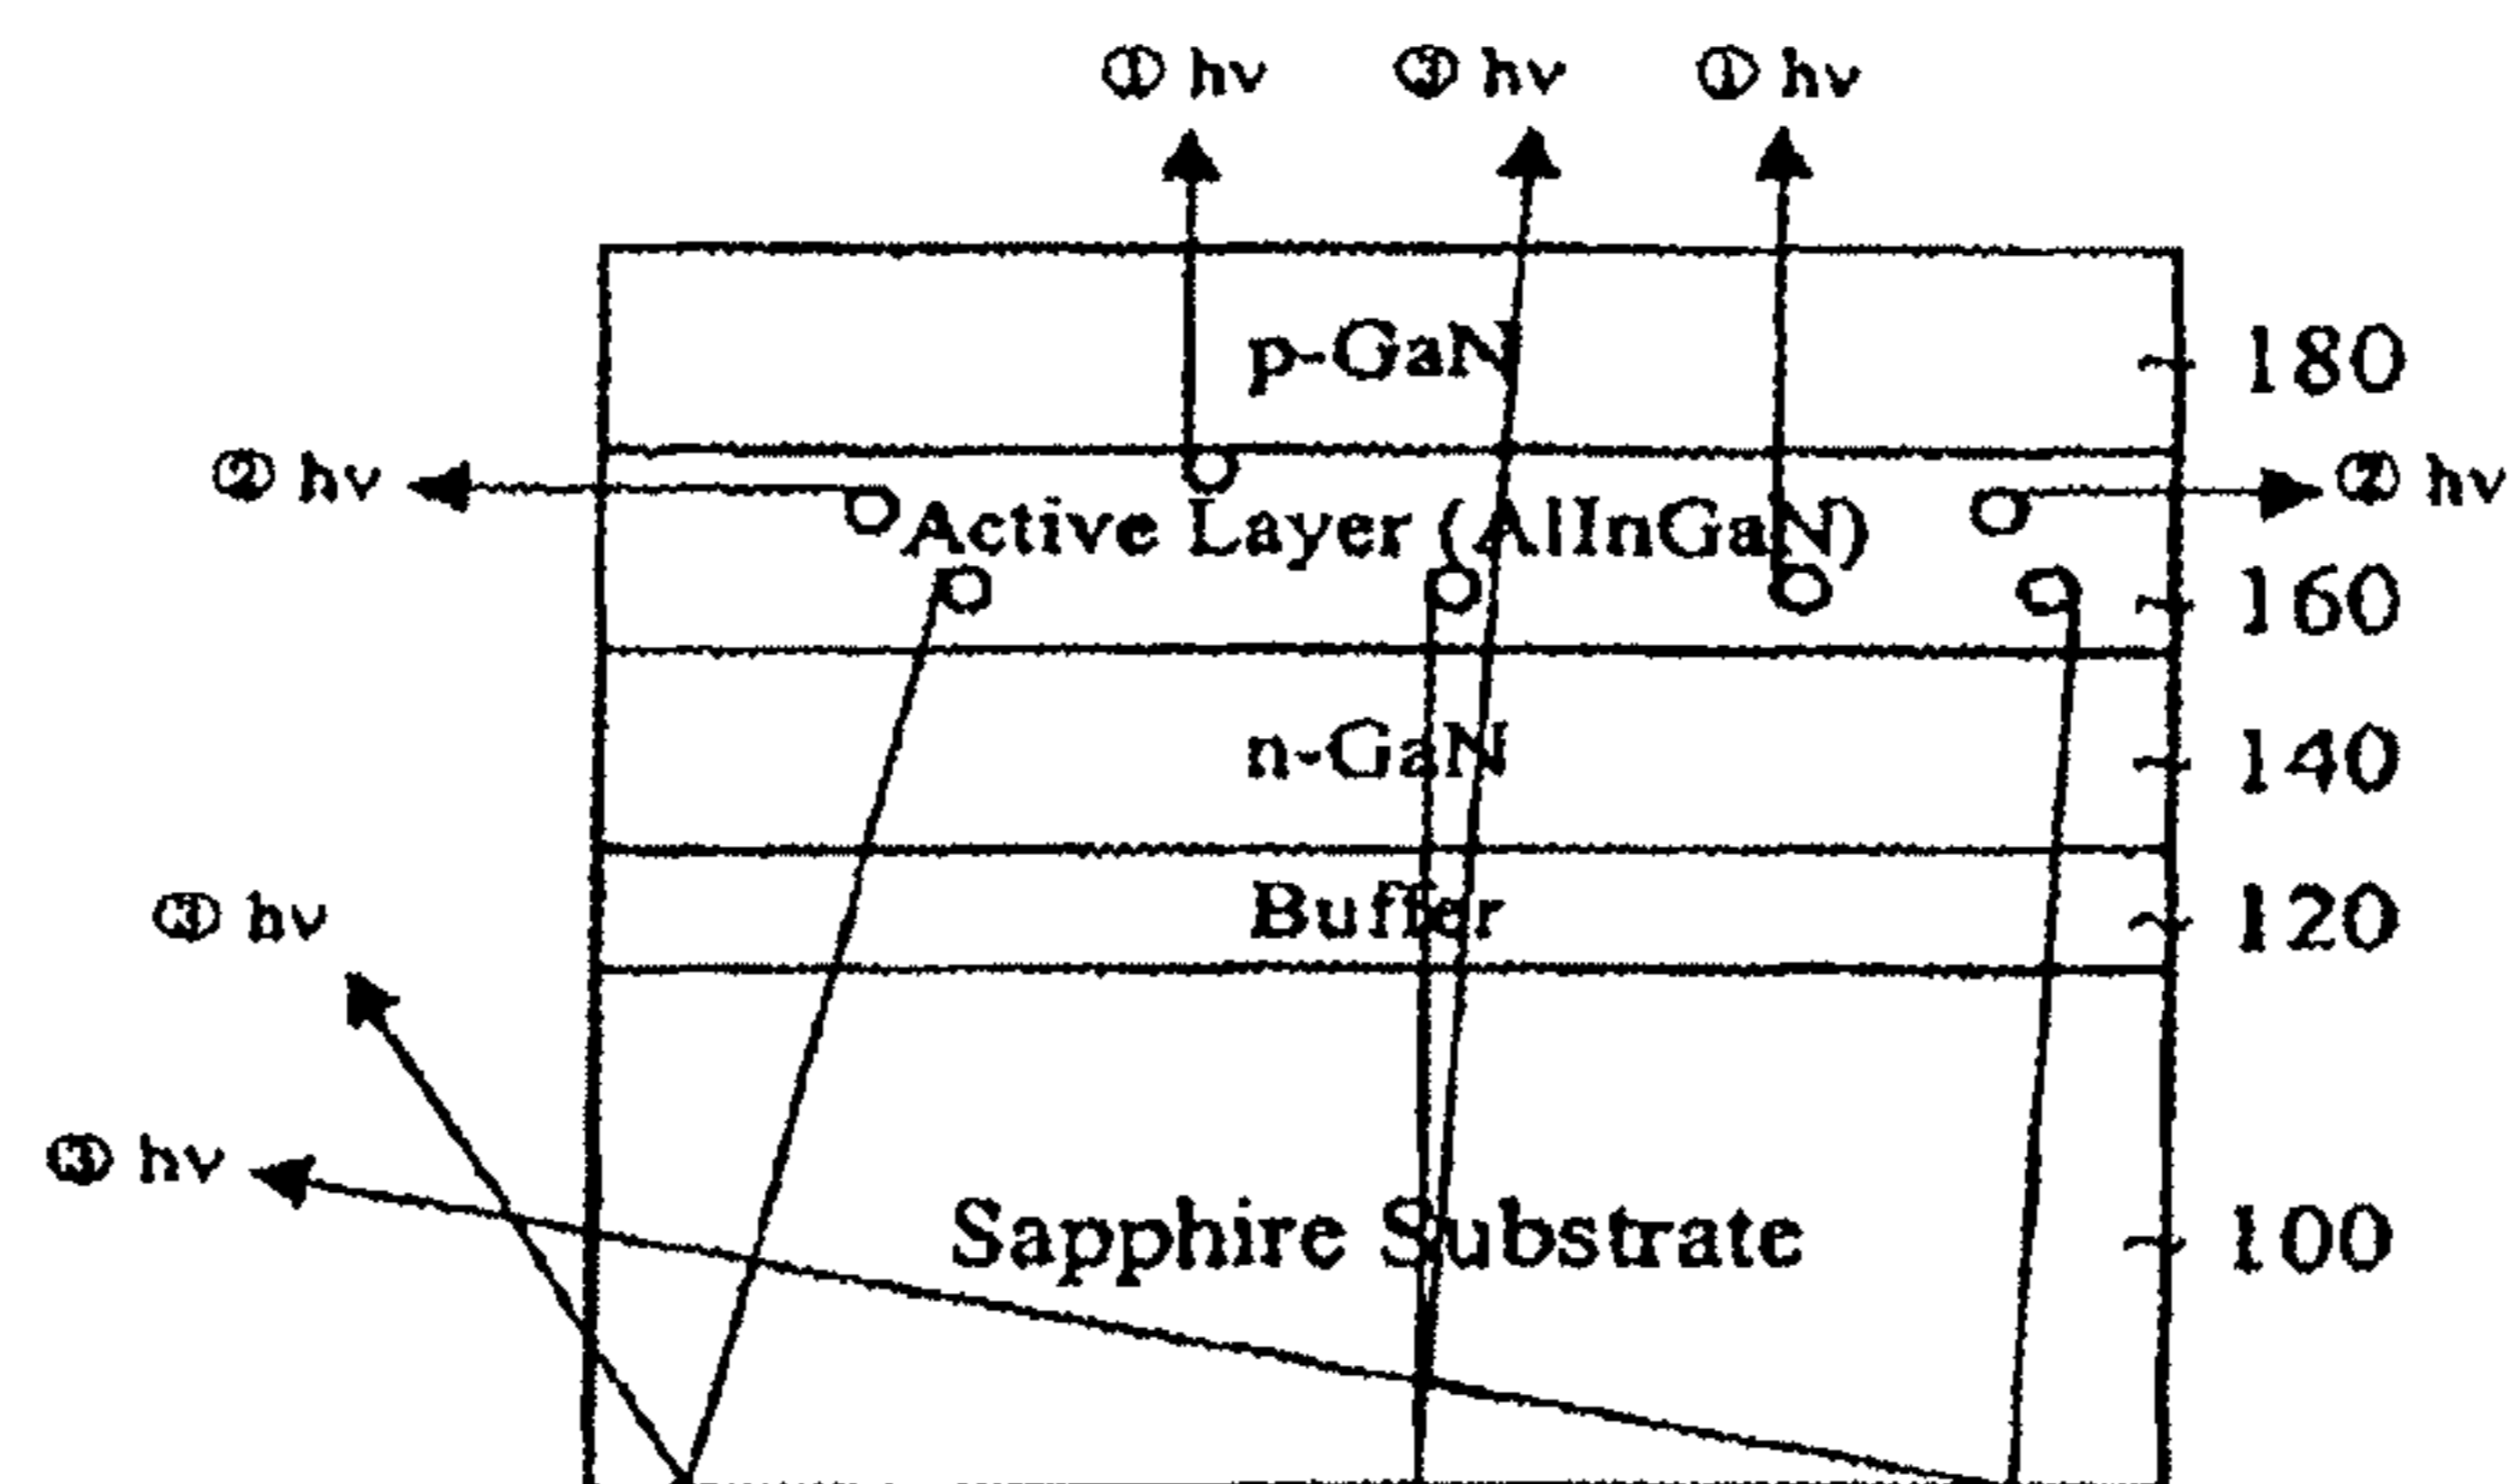 ① hν ③ hν ① hν
p-GaN 180
② hν ② hν
Active Layer (AlInGaN)
160
n-GaN 140
③ hν Buffer 120
③ hν
Sapphire Substrate 100